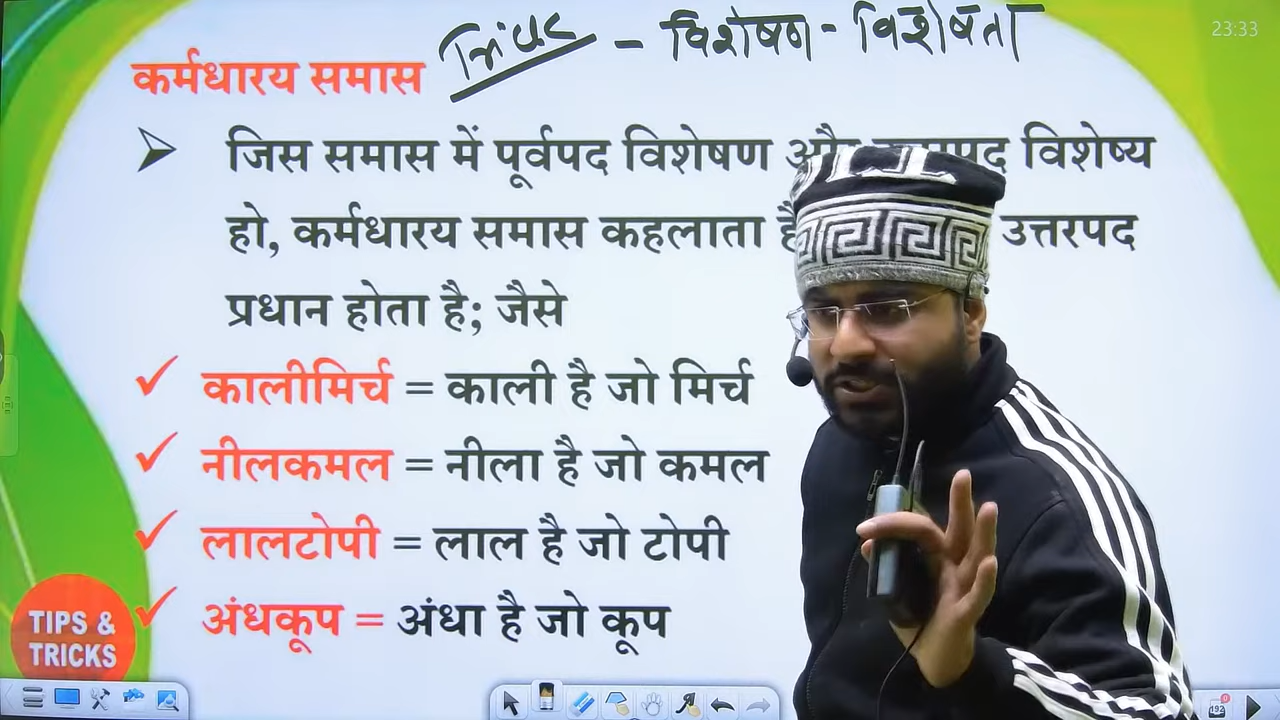 Trick - विशेषण - विशेषता
23:33
कर्मधारय समास
जिस समास में पूर्वपद विशेषण और विशेष्य
हो, कर्मधारय समास कहलाता उत्तरपद
प्रधान होता है; जैसे
कालीमिर्च = काली है जो मिर्च
नीलकमल = नीला है जो कमल
लालटोपी = लाल है जो टोपी
अंधकूप = अंधा है जो कूप
TIPS &
TRICKS
192